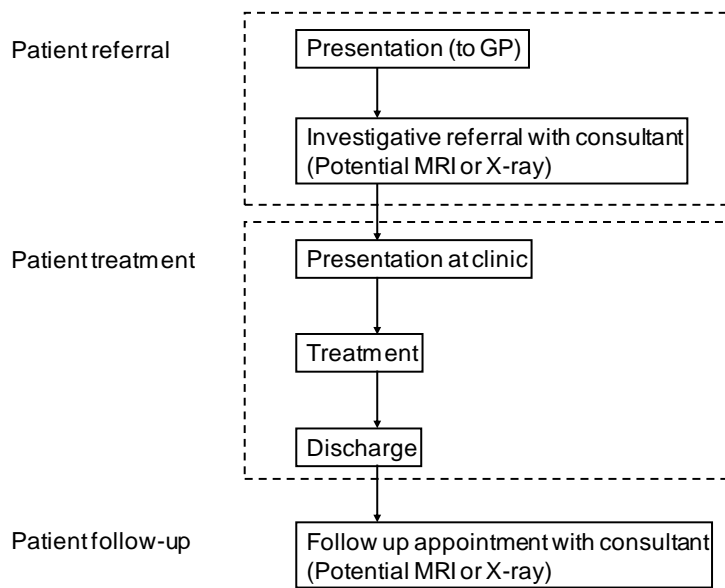 Patient referral
Presentation (to GP)
Investigative referral with consultant
(Potential MRI or X-ray)
Patient treatment
Presentation at clinic
Treatment
Discharge
Patient follow-up
Follow up appointment with consultant
(Potential MRI or X-ray)